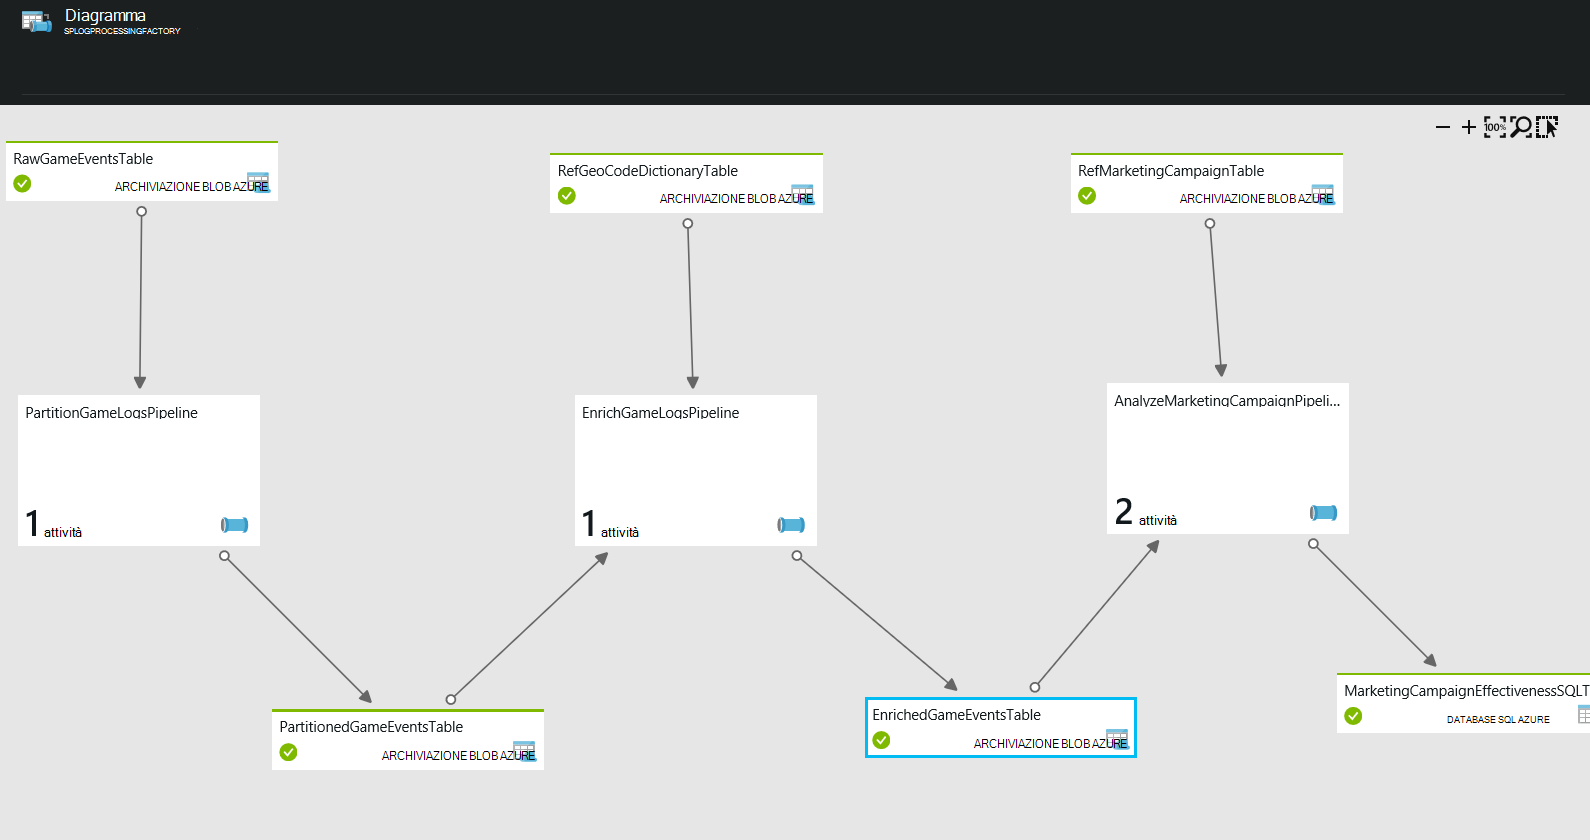 Diagramma
SPLOGPROCESSINGFACTORY
100%
RawGameEventsTable
ARCHIVIAZIONE BLOB AZURE
RefGeoCodeDictionaryTable
ARCHIVIAZIONE BLOB AZURE
RefMarketingCampaignTable
ARCHIVIAZIONE BLOB AZURE
PartitionGameLogsPipeline
1 attività
EnrichGameLogsPipeline
1 attività
AnalyzeMarketingCampaignPipeli...
2 attività
PartitionedGameEventsTable
ARCHIVIAZIONE BLOB AZURE
EnrichedGameEventsTable
ARCHIVIAZIONE BLOB AZURE
MarketingCampaignEffectivenessSQLT
DATABASE SQL AZURE